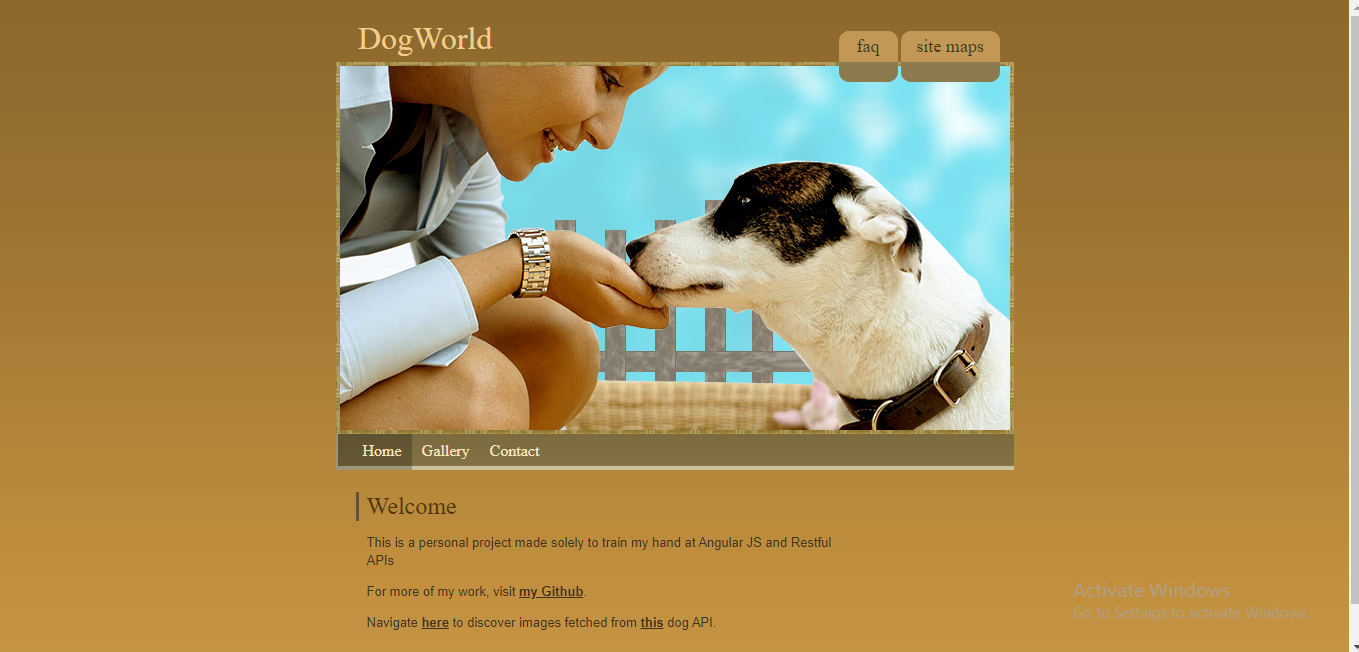 DogWorld
faq
site maps
Home
Gallery
Contact
Welcome
This is a personal project made solely to train my hand at Angular JS and Restful
APIs
For more of my work, visit my Github.
Navigate here to discover images fetched from this dog API.
Activate Windows
Go to Settings to activate Windows.